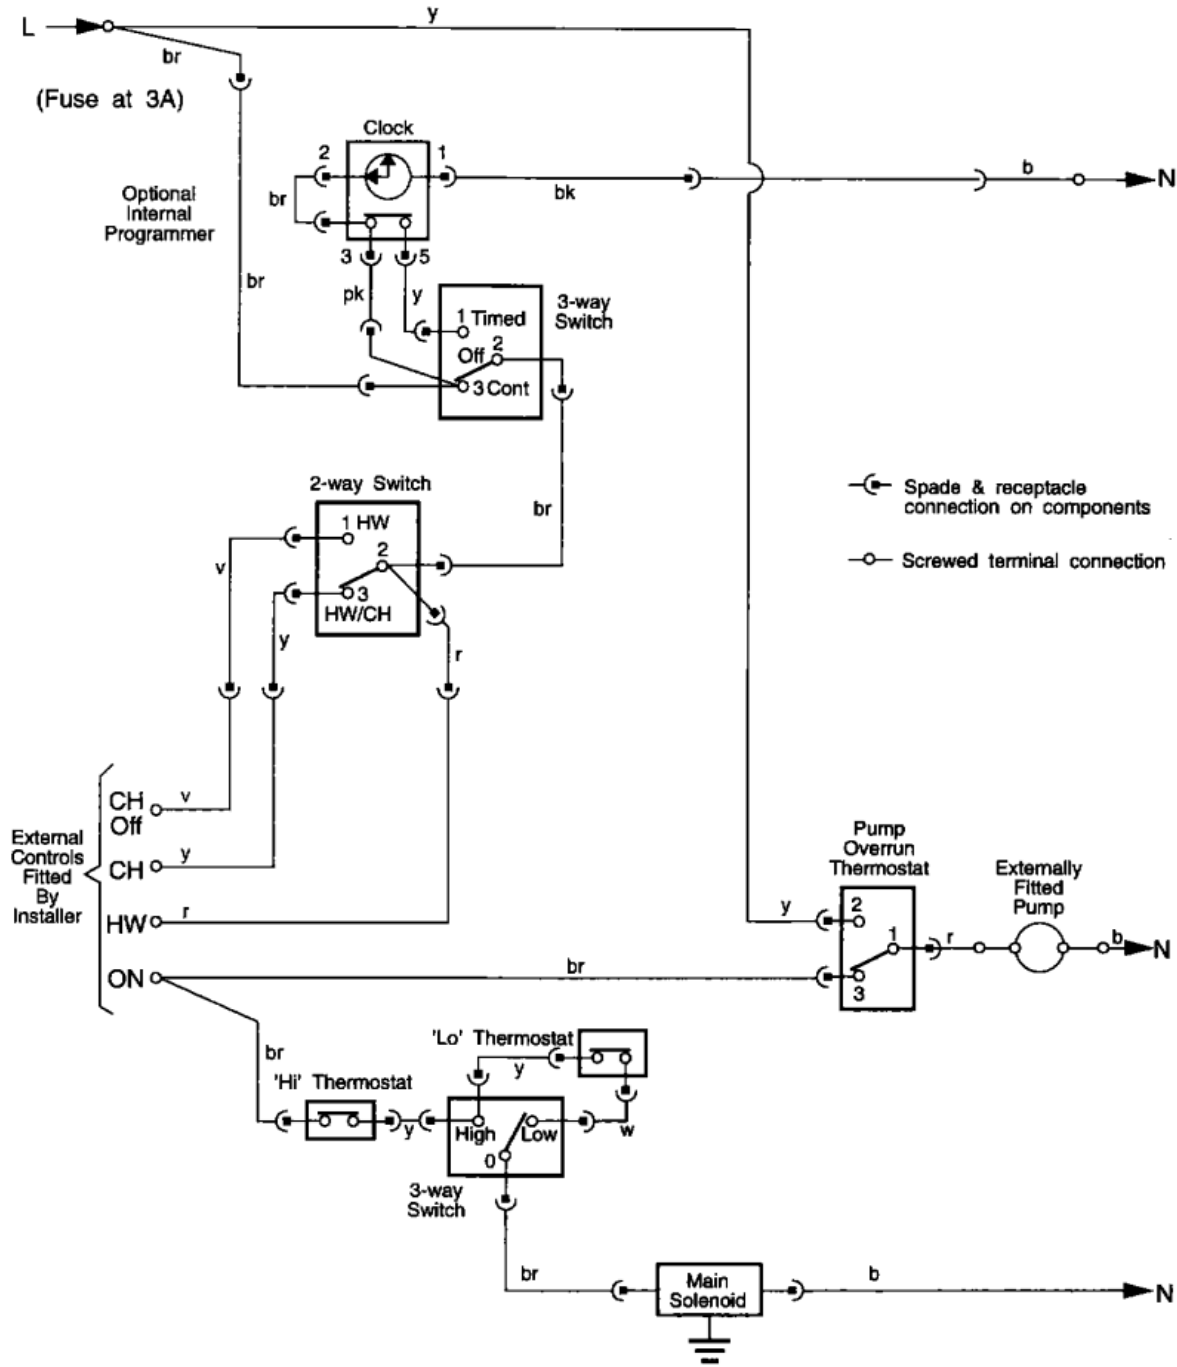 y
L
br
(Fuse at 3A)
Clock
2
1
b
N
br
bk
Optional
Internal
Programmer
3
5
br
pk
y
3-way
Switch
1 Timed
2
Off
3 Cont
2-way Switch
br
Spade & receptacle
connection on components
1 HW
2
Screwed terminal connection
v
3
HW/CH
y
r
CH
Off
v
External
Controls
Fitted
By
Installer
CH
y
HW
r
ON
br
Pump
Overrun
Thermostat
Externally
Fitted
Pump
y
2
1
r
b
N
3
br
'Lo' Thermostat
y
'Hi' Thermostat
y
High
Low
w
0
3-way
Switch
br
Main
Solenoid
b
N